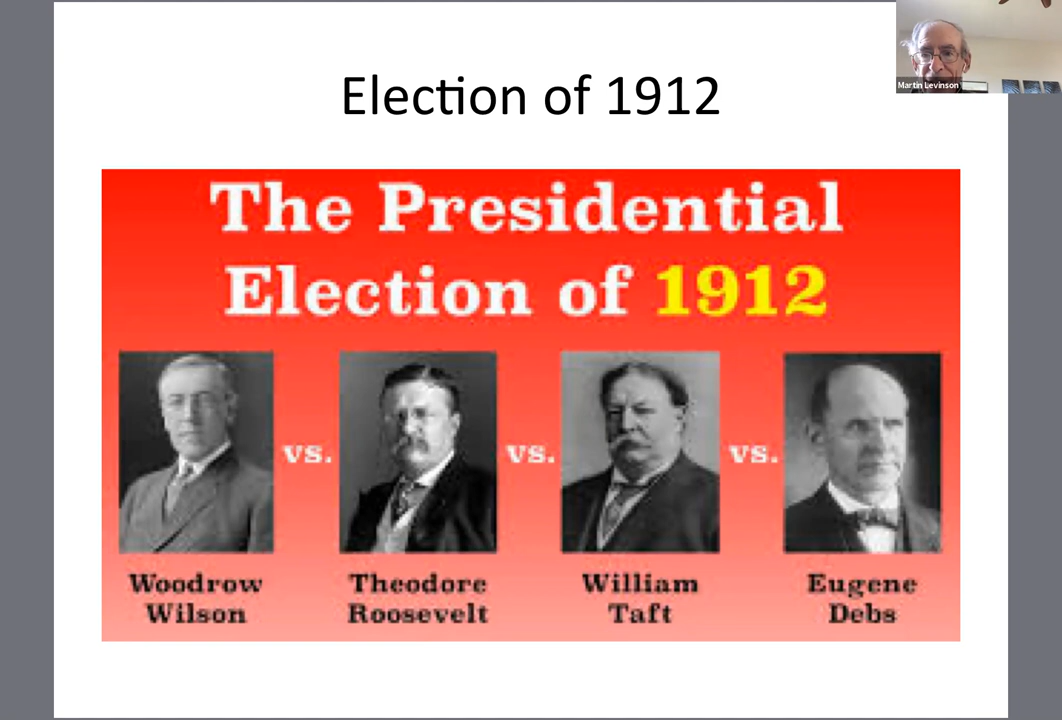 Election of 1912
Martin Levinson
The Presidential
Election of 1912
vs. vs. vs.
Woodrow Wilson
Theodore Roosevelt
William Taft
Eugene Debs